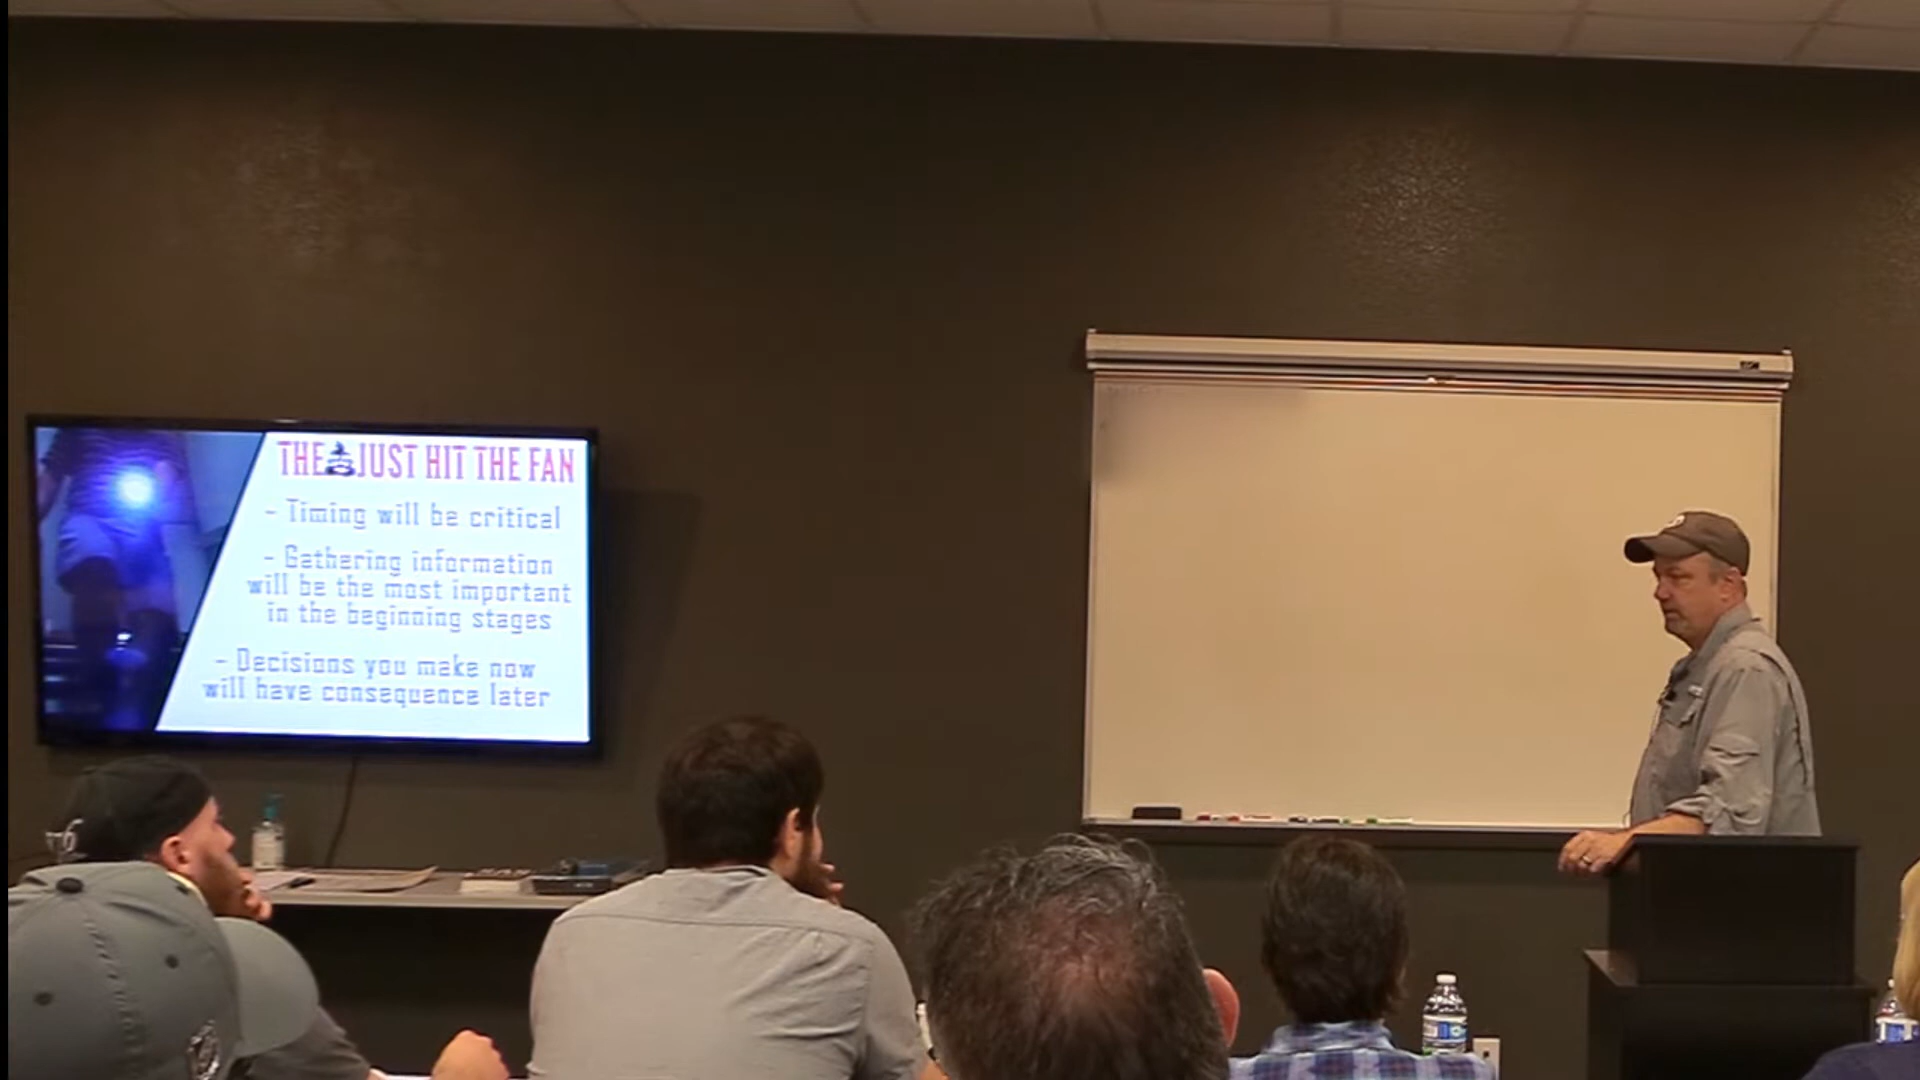 THE JUST HIT THE FAN
- Timing will be critical
- Gathering information
will be the most important
in the beginning stages
- Decisions you make now
will have consequence later